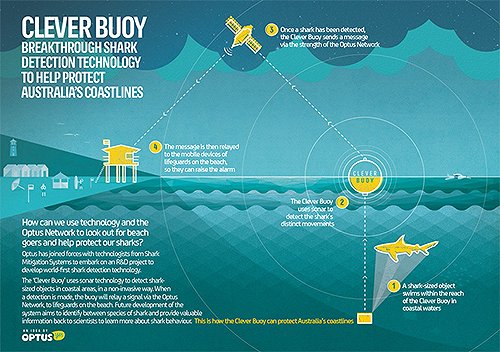 CLEVER BUOY
BREAKTHROUGH SHARK
DETECTION TECHNOLOGY
TO HELP PROTECT
AUSTRALIA'S COASTLINES
3
Once a shark has been detected,
the Clever Buoy sends a message
via the strength of the Optus Network
4
The message is then relayed
to the mobile devices of
lifeguards on the beach,
so they can raise the alarm
CLEVER
BUOY
The Clever Buoy
uses sonar to
detect the shark's
distinct movements
2
1
A shark-sized object
swims within the reach
of the Clever Buoy in
coastal waters
How can we use technology and the
Optus Network to look out for beach
goers and help protect our sharks?
Optus has joined forces with technologists from Shark
Mitigation Systems to embark on an R&D project to
develop world-first shark detection technology.
The 'Clever Buoy' uses sonar technology to detect shark-
sized objects in coastal areas, in a non-invasive way. When
a detection is made, the buoy will relay a signal via the Optus
Network, to lifeguards on the beach. Future development of the
system aims to identify between species of shark and provide valuable
information back to scientists to learn more about shark behaviour. This is how the Clever Buoy can protect Australia's coastlines
AN IDEA BY
OPTUS
yes